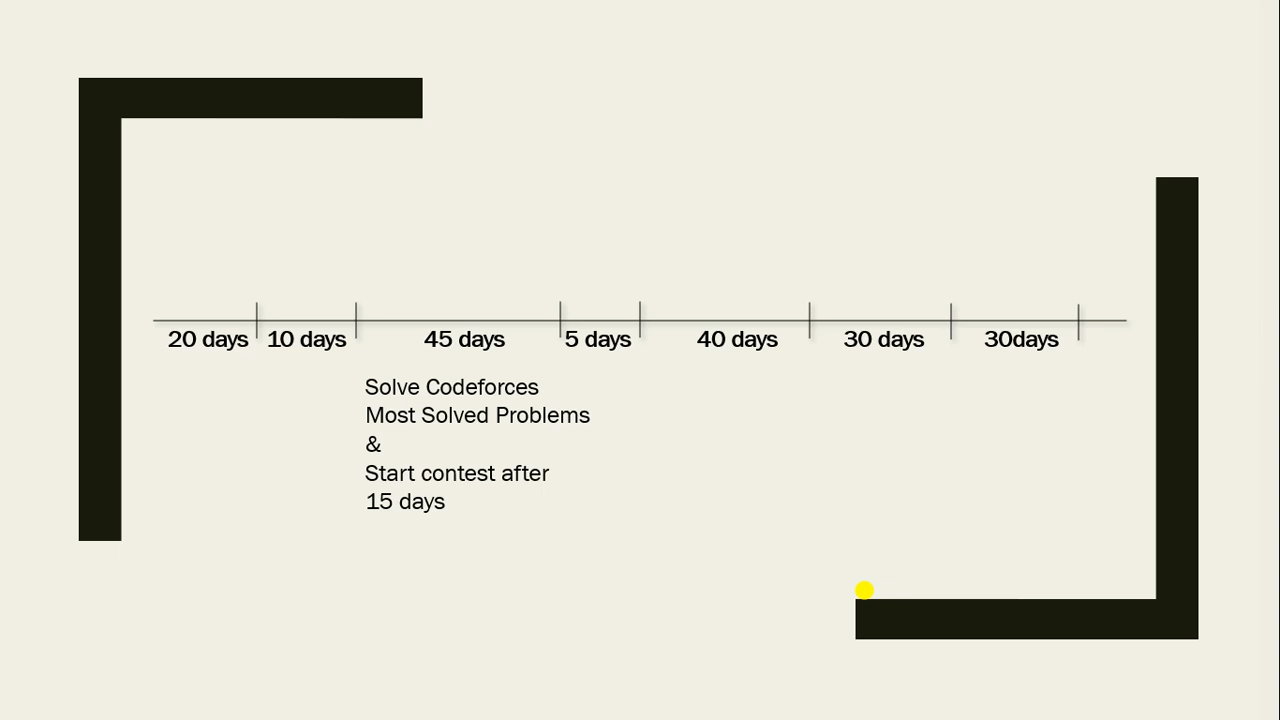 20 days 10 days 45 days 5 days 40 days 30 days 30days
Solve Codeforces
Most Solved Problems
&
Start contest after
15 days